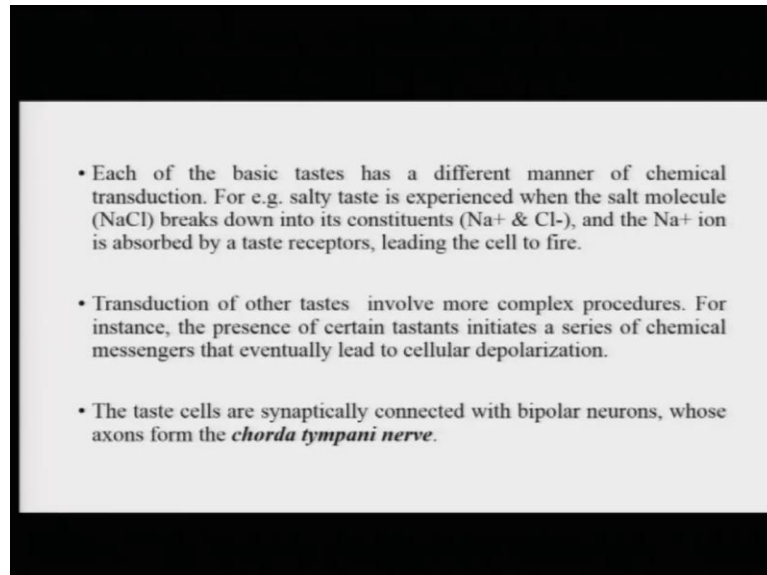 • Each of the basic tastes has a different manner of chemical
transduction. For e.g. salty taste is experienced when the salt molecule
(NaCl) breaks down into its constituents (Na+ & Cl-), and the Na+ ion
is absorbed by a taste receptors, leading the cell to fire.
• Transduction of other tastes involve more complex procedures. For
instance, the presence of certain tastants initiates a series of chemical
messengers that eventually lead to cellular depolarization.
• The taste cells are synaptically connected with bipolar neurons, whose
axons form the chorda tympani nerve.